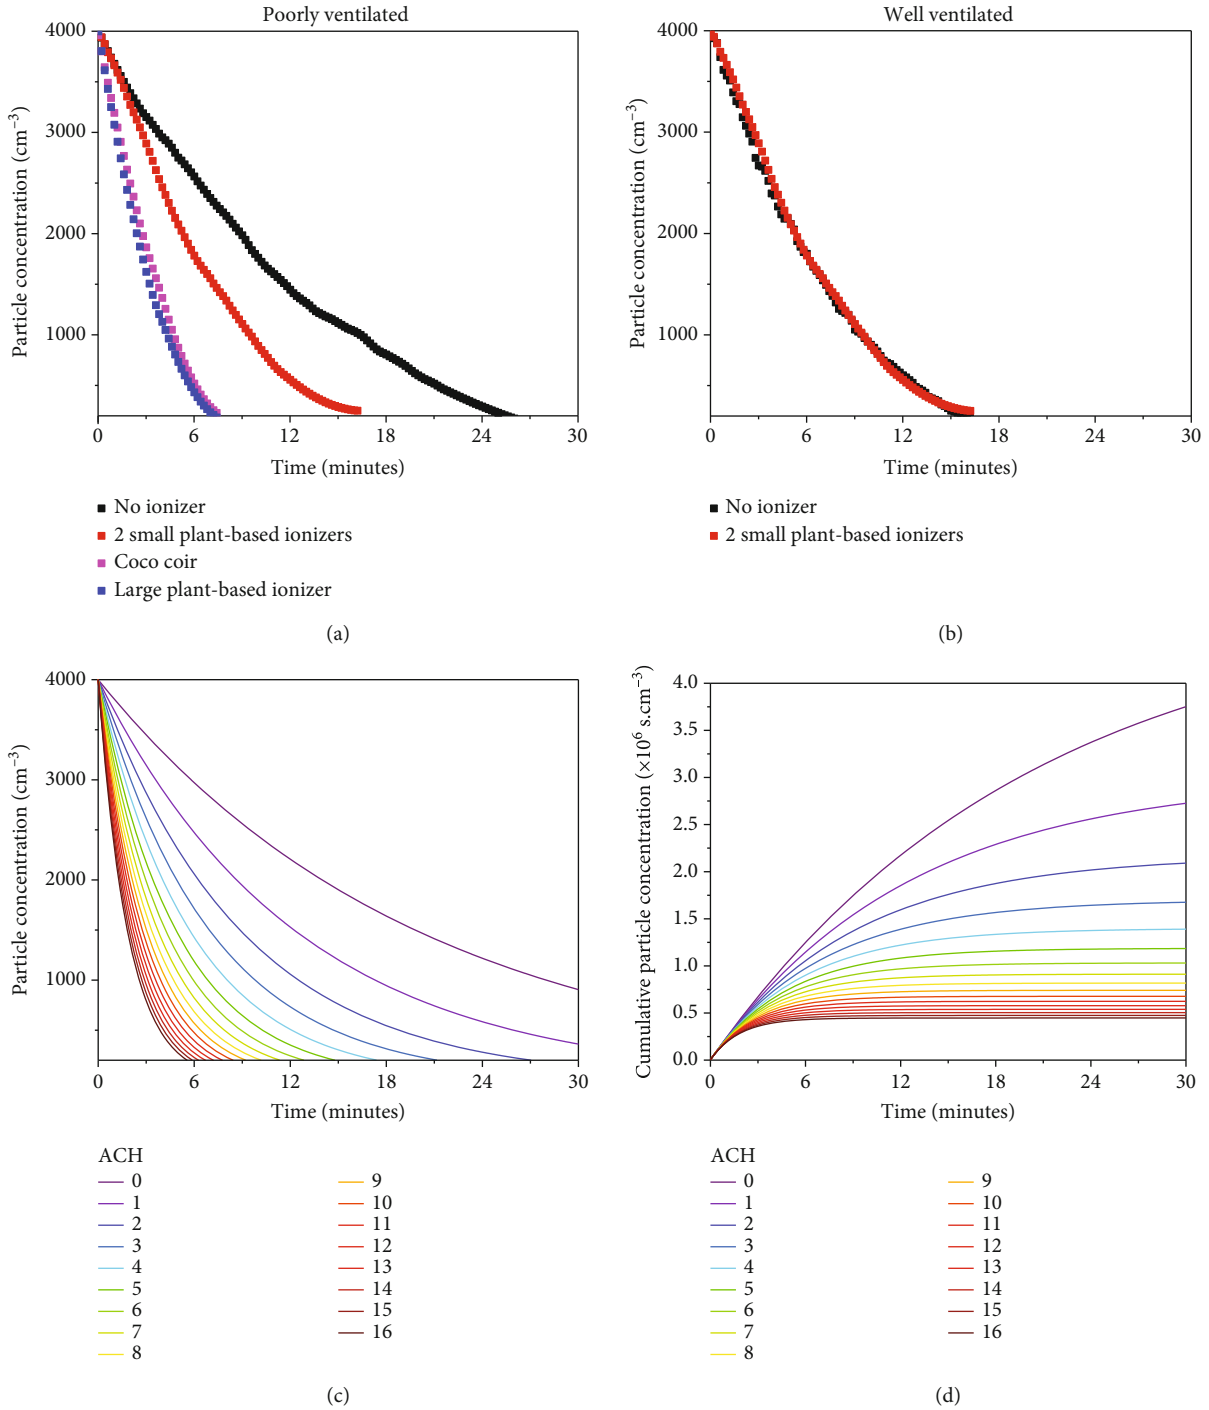 Poorly ventilated
4000
3000
2000
1000
Particle concentration (cm⁻³)
0 6 12 18 24 30
Time (minutes)
No ionizer
2 small plant-based ionizers
Coco coir
Large plant-based ionizer
(a)
Well ventilated
4000
3000
2000
1000
Particle concentration (cm⁻³)
0 6 12 18 24 30
Time (minutes)
No ionizer
2 small plant-based ionizers
(b)
4000
3000
2000
1000
Particle concentration (cm⁻³)
0 6 12 18 24 30
Time (minutes)
ACH
0
1
2
3
4
5
6
7
8
9
10
11
12
13
14
15
16
(c)
4.0
3.5
3.0
2.5
2.0
1.5
1.0
0.5
0.0
Cumulative particle concentration (×10⁶ s.cm⁻³)
0 6 12 18 24 30
Time (minutes)
ACH
0
1
2
3
4
5
6
7
8
9
10
11
12
13
14
15
16
(d)